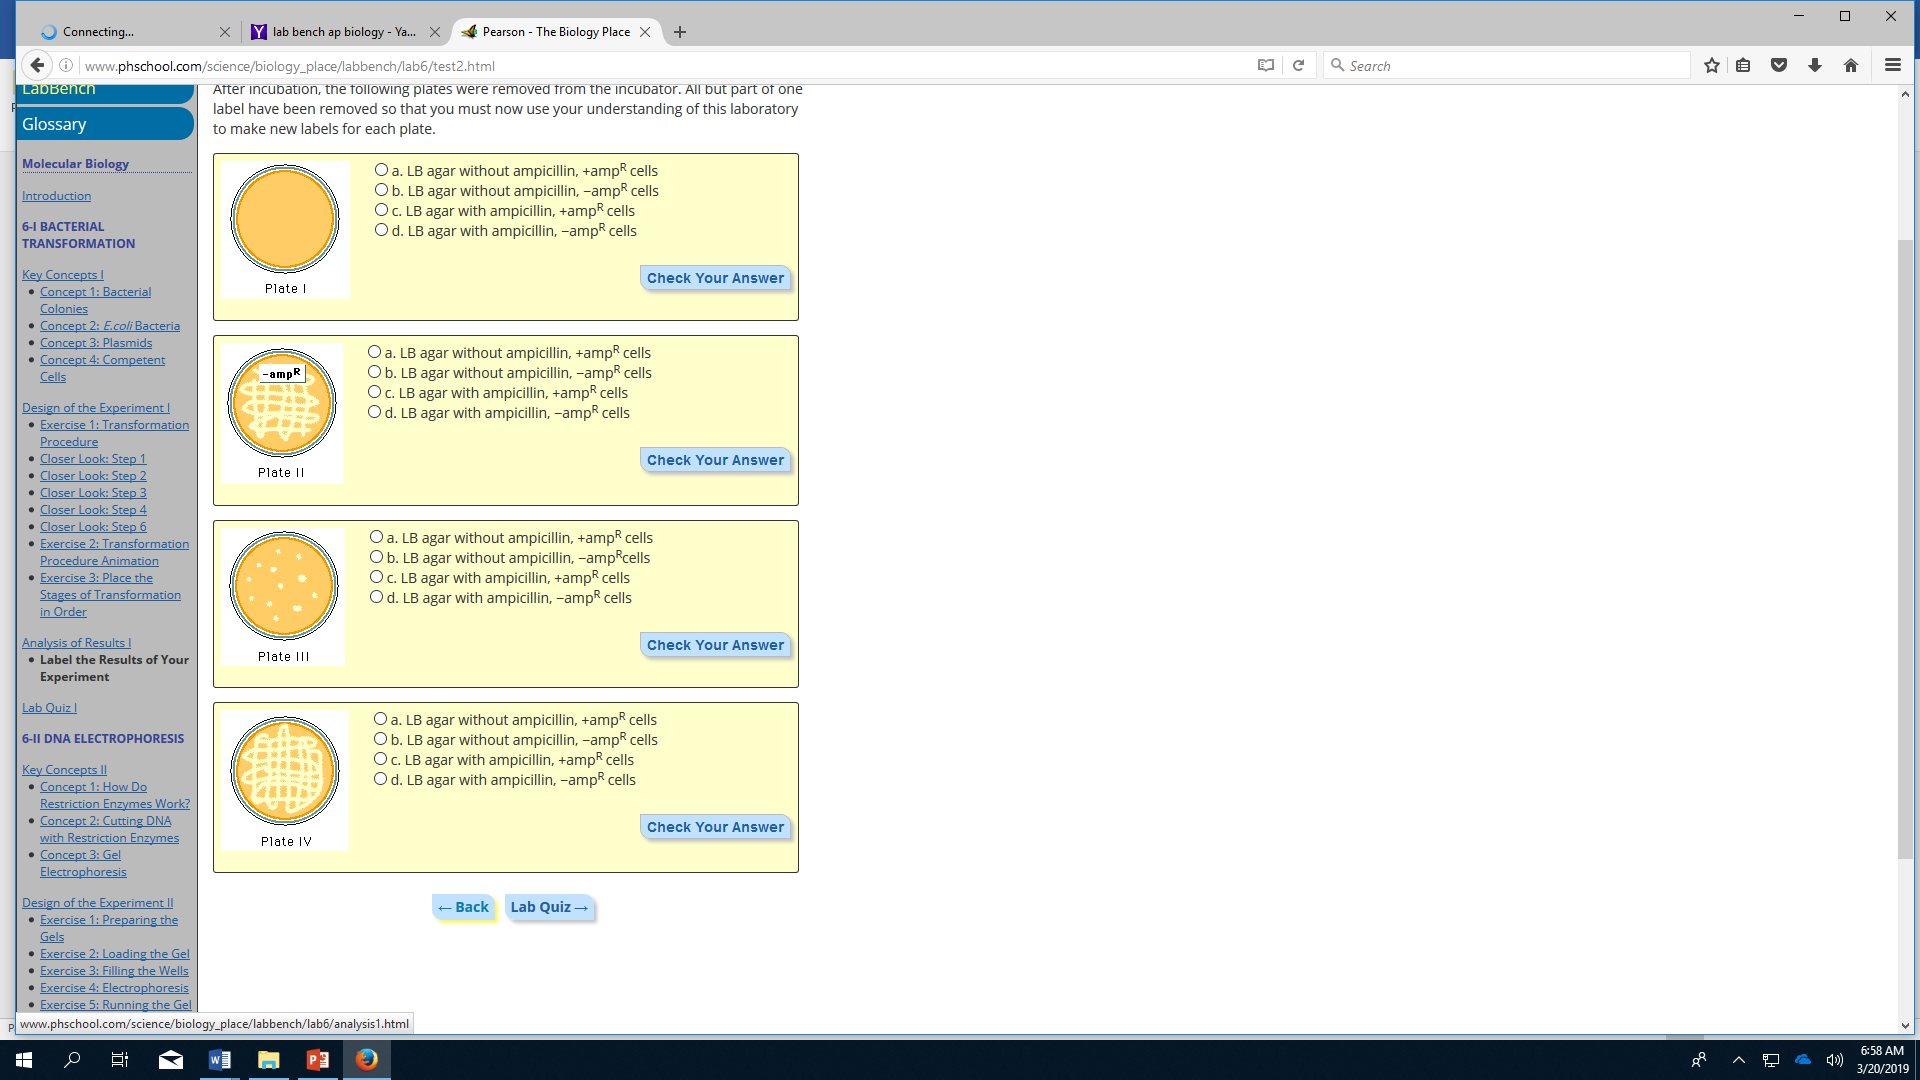 Connecting...
lab bench ap biology - Ya...
Pearson - The Biology Place
www.phschool.com/science/biology_place/labbench/lab6/test2.html
Search
LabBench
Glossary
Molecular Biology
Introduction
6-I BACTERIAL
TRANSFORMATION
Key Concepts I
Concept 1: Bacterial
Colonies
Concept 2: E.coli Bacteria
Concept 3: Plasmids
Concept 4: Competent
Cells
Design of the Experiment I
Exercise 1: Transformation
Procedure
Closer Look: Step 1
Closer Look: Step 2
Closer Look: Step 3
Closer Look: Step 4
Closer Look: Step 6
Exercise 2: Transformation
Procedure Animation
Exercise 3: Place the
Stages of Transformation
in Order
Analysis of Results I
Label the Results of Your
Experiment
Lab Quiz I
6-II DNA ELECTROPHORESIS
Key Concepts II
Concept 1: How Do
Restriction Enzymes Work?
Concept 2: Cutting DNA
with Restriction Enzymes
Concept 3: Gel
Electrophoresis
Design of the Experiment II
Exercise 1: Preparing the
Gels
Exercise 2: Loading the Gel
Exercise 3: Filling the Wells
Exercise 4: Electrophoresis
Exercise 5: Running the Gel
After incubation, the following plates were removed from the incubator. All but part of one
label have been removed so that you must now use your understanding of this laboratory
to make new labels for each plate.
Plate I
a. LB agar without ampicillin, +ampR cells
b. LB agar without ampicillin, −ampR cells
c. LB agar with ampicillin, +ampR cells
d. LB agar with ampicillin, −ampR cells
Check Your Answer
-ampR
Plate II
a. LB agar without ampicillin, +ampR cells
b. LB agar without ampicillin, −ampR cells
c. LB agar with ampicillin, +ampR cells
d. LB agar with ampicillin, −ampR cells
Check Your Answer
Plate III
a. LB agar without ampicillin, +ampR cells
b. LB agar without ampicillin, −ampRcells
c. LB agar with ampicillin, +ampR cells
d. LB agar with ampicillin, −ampR cells
Check Your Answer
Plate IV
a. LB agar without ampicillin, +ampR cells
b. LB agar without ampicillin, −ampR cells
c. LB agar with ampicillin, +ampR cells
d. LB agar with ampicillin, −ampR cells
Check Your Answer
← Back
Lab Quiz →
www.phschool.com/science/biology_place/labbench/lab6/analysis1.html
6:58 AM
3/20/2019